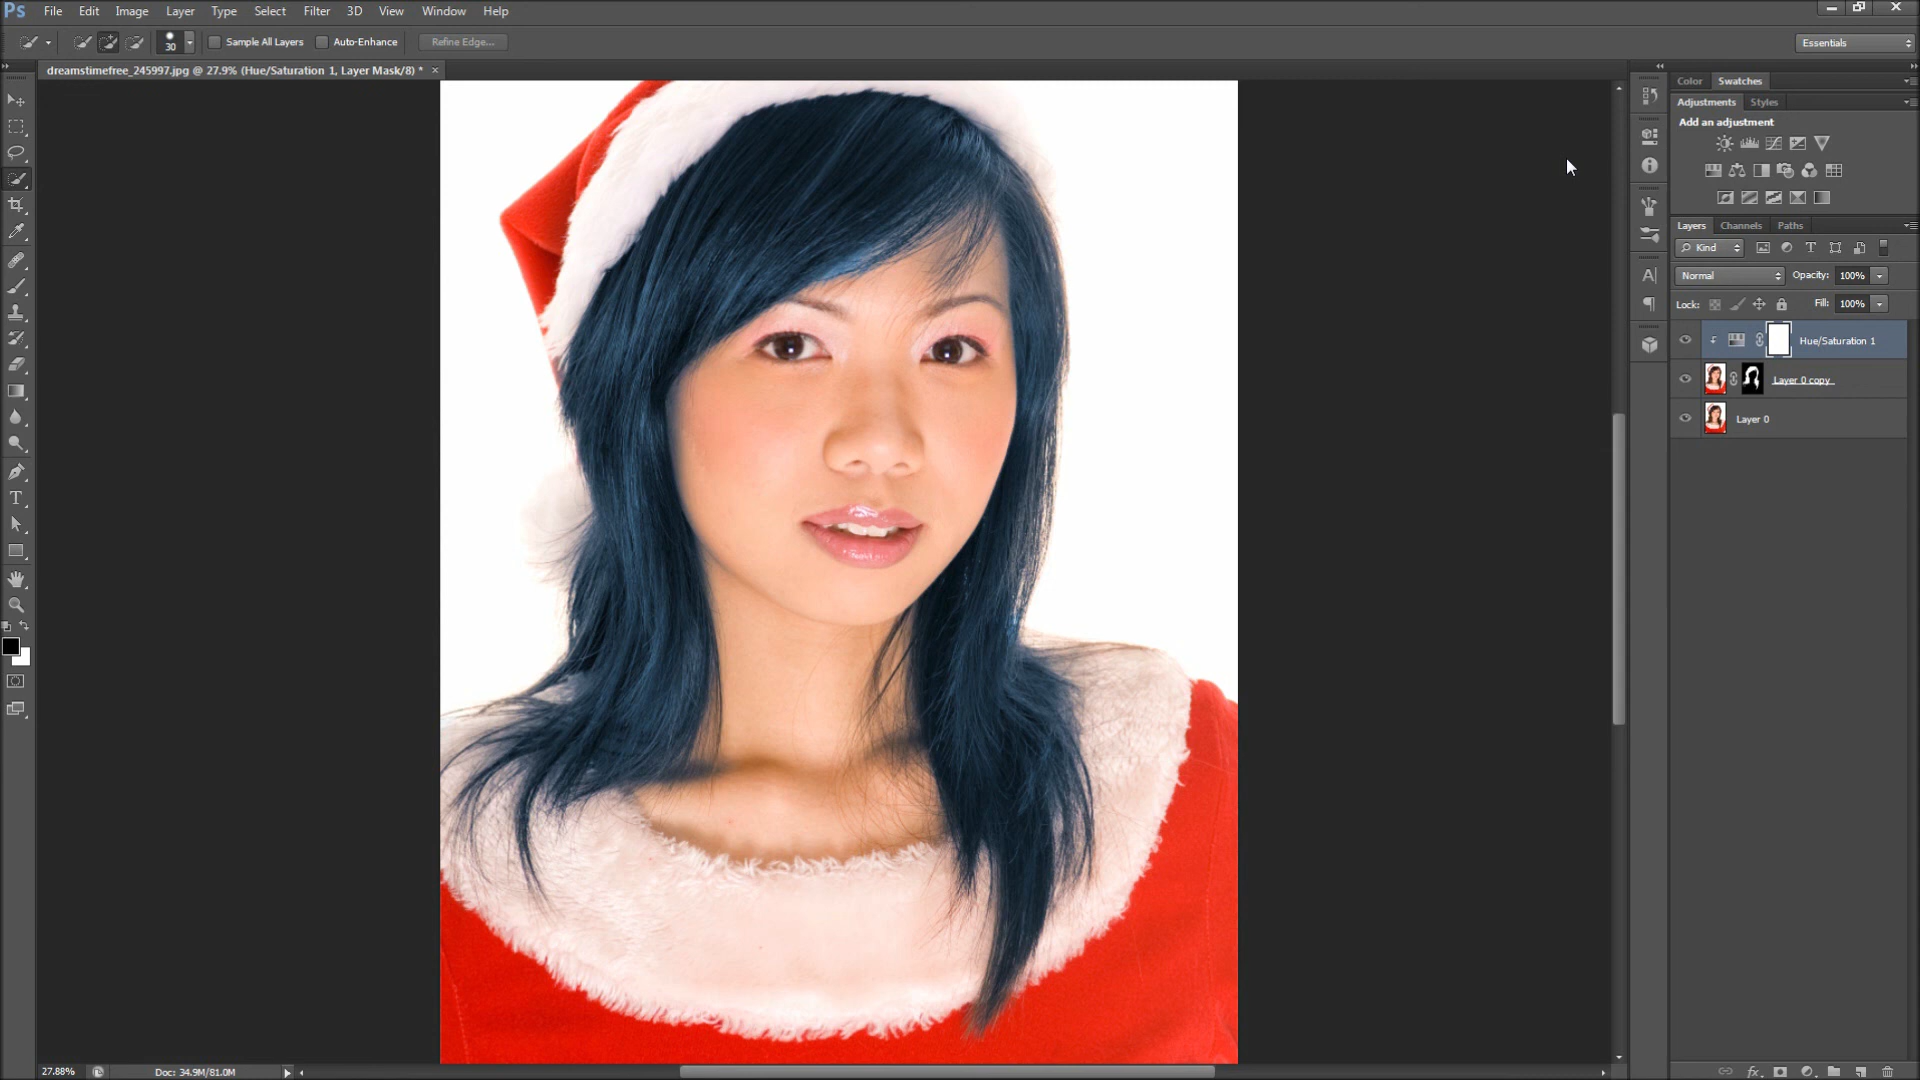 Ps File Edit Image Layer Type Select Filter 3D View Window Help
30 Sample All Layers Auto-Enhance Refine Edge... Essentials
dreamstimefree_245997.jpg @ 27.9% (Hue/Saturation 1, Layer Mask/8) * ×
Color Swatches
Adjustments Styles
Add an adjustment
Layers Channels Paths
Kind T
Normal Opacity: 100%
Lock: Fill: 100%
Hue/Saturation 1
Layer 0 copy
Layer 0
A
T
27.88% Doc: 34.9M/81.0M
fx